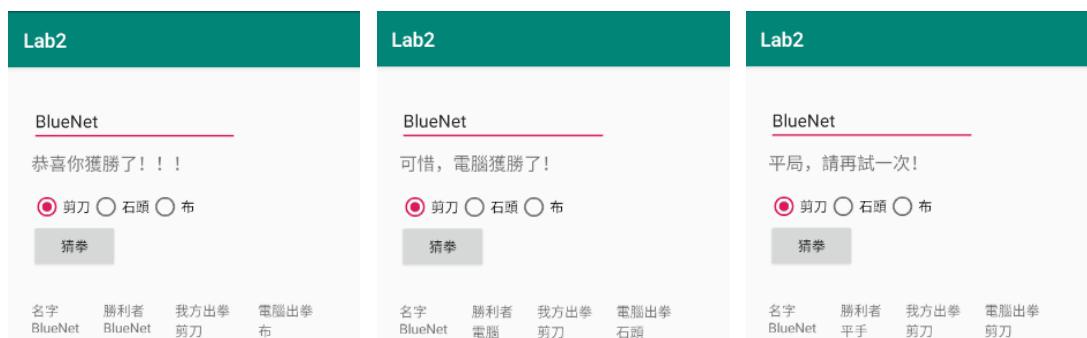 Lab2
BlueNet
恭喜你獲勝了！！！
剪刀 石頭 布
猜拳
名字 勝利者 我方出拳 電腦出拳
BlueNet BlueNet 剪刀 布
Lab2
BlueNet
可惜，電腦獲勝了！
剪刀 石頭 布
猜拳
名字 勝利者 我方出拳 電腦出拳
BlueNet 電腦 剪刀 石頭
Lab2
BlueNet
平局，請再試一次！
剪刀 石頭 布
猜拳
名字 勝利者 我方出拳 電腦出拳
BlueNet 平手 剪刀 剪刀